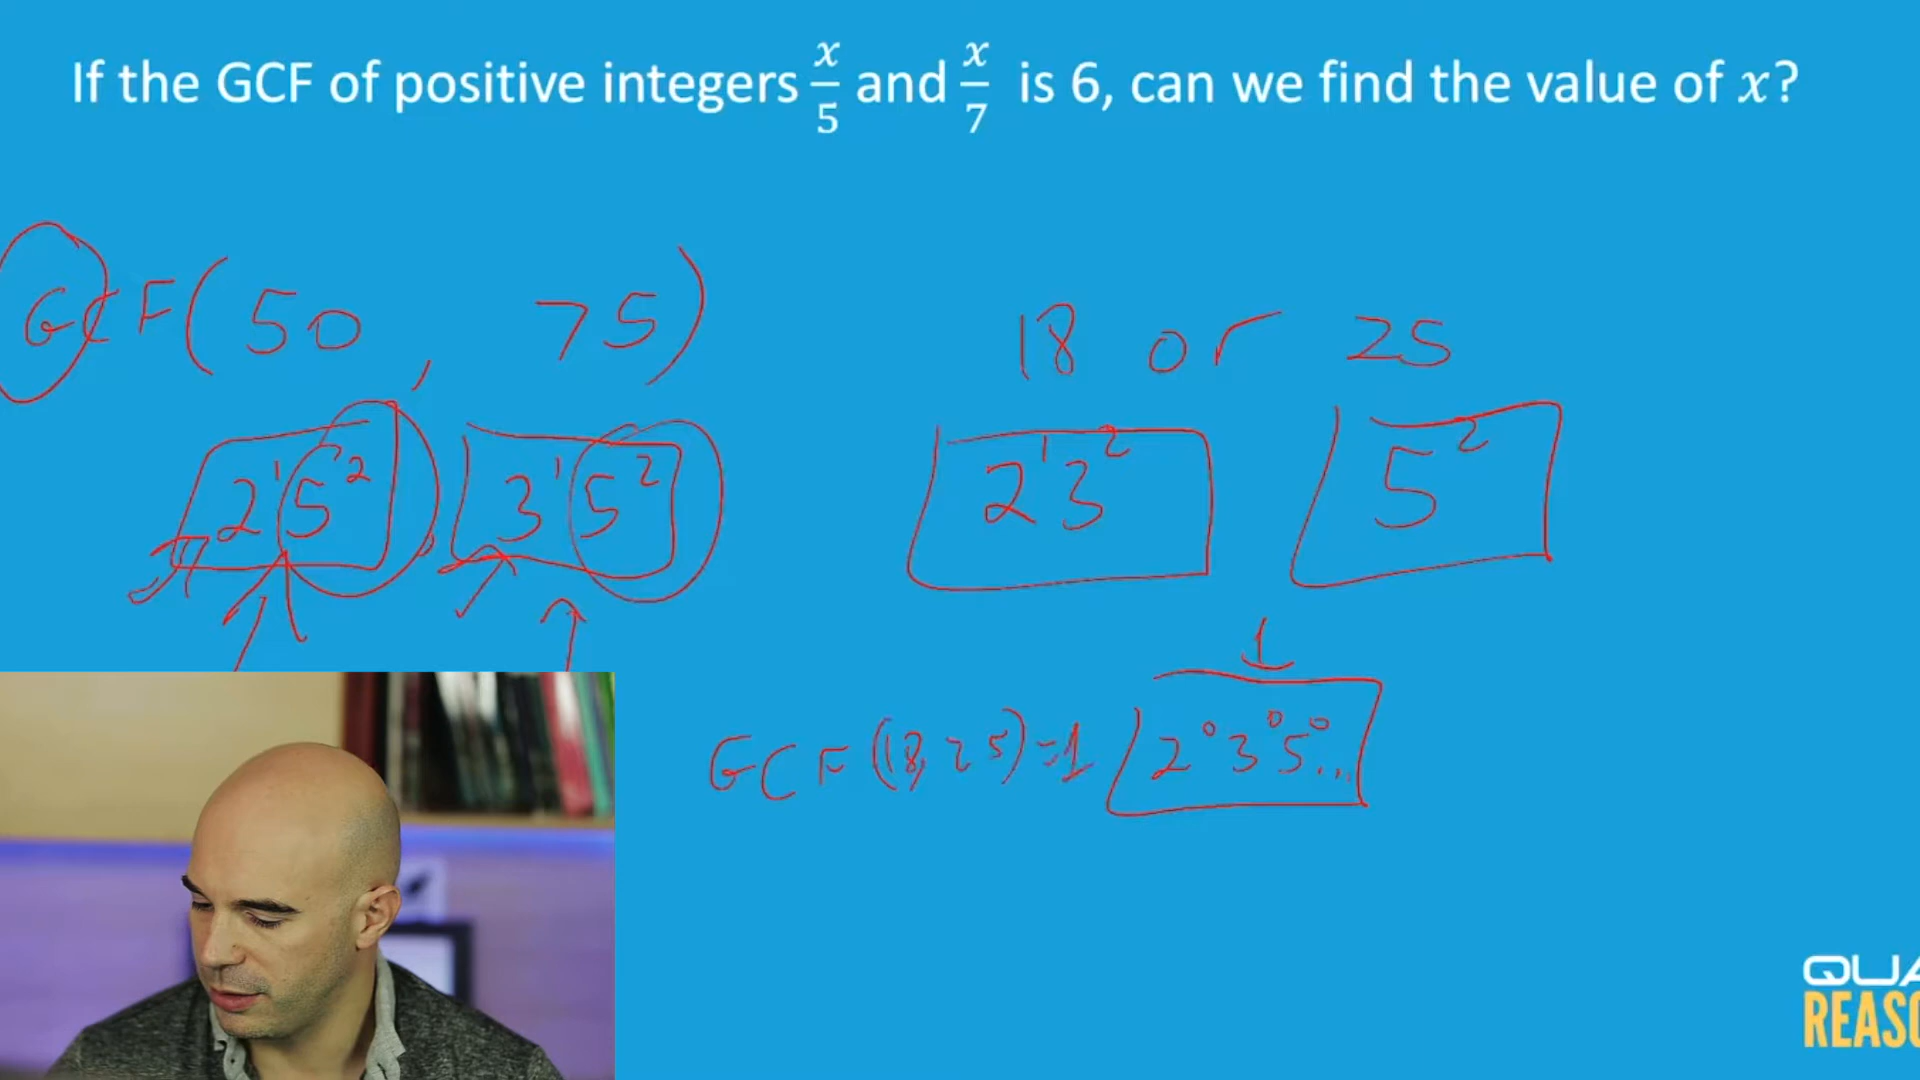 If the GCF of positive integers x/5 and x/7 is 6, can we find the value of x?
GCF(50, 75)
18 or 25
2¹5² 3¹5²
2¹3² 5²
1
GCF(18,25)=1 2⁰3⁰5⁰...
QUA
REASO